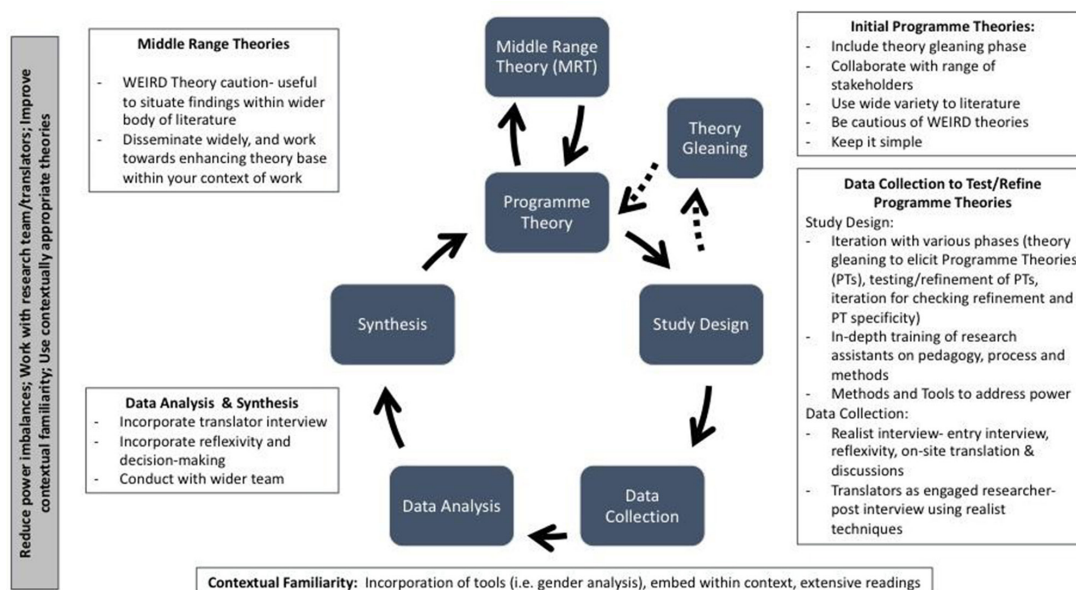 Reduce power imbalances; Work with research team/translators; Improve
contextual familiarity; Use contextually appropriate theories
Middle Range Theories
- WEIRD Theory caution- useful
to situate findings within wider
body of literature
- Disseminate widely, and work
towards enhancing theory base
within your context of work
Data Analysis & Synthesis
- Incorporate translator interview
- Incorporate reflexivity and
decision-making
- Conduct with wider team
Middle Range
Theory (MRT)
Theory
Gleaning
Programme
Theory
Synthesis
Study Design
Data Analysis
Data
Collection
Initial Programme Theories:
- Include theory gleaning phase
- Collaborate with range of
stakeholders
- Use wide variety to literature
- Be cautious of WEIRD theories
- Keep it simple
Data Collection to Test/Refine
Programme Theories
Study Design:
- Iteration with various phases (theory
gleaning to elicit Programme Theories
(PTs), testing/refinement of PTs,
iteration for checking refinement and
PT specificity)
- In-depth training of research
assistants on pedagogy, process and
methods
- Methods and Tools to address power
Data Collection:
- Realist interview- entry interview,
reflexivity, on-site translation &
discussions
- Translators as engaged researcher-
post interview using realist
techniques
Contextual Familiarity: Incorporation of tools (i.e. gender analysis), embed within context, extensive readings